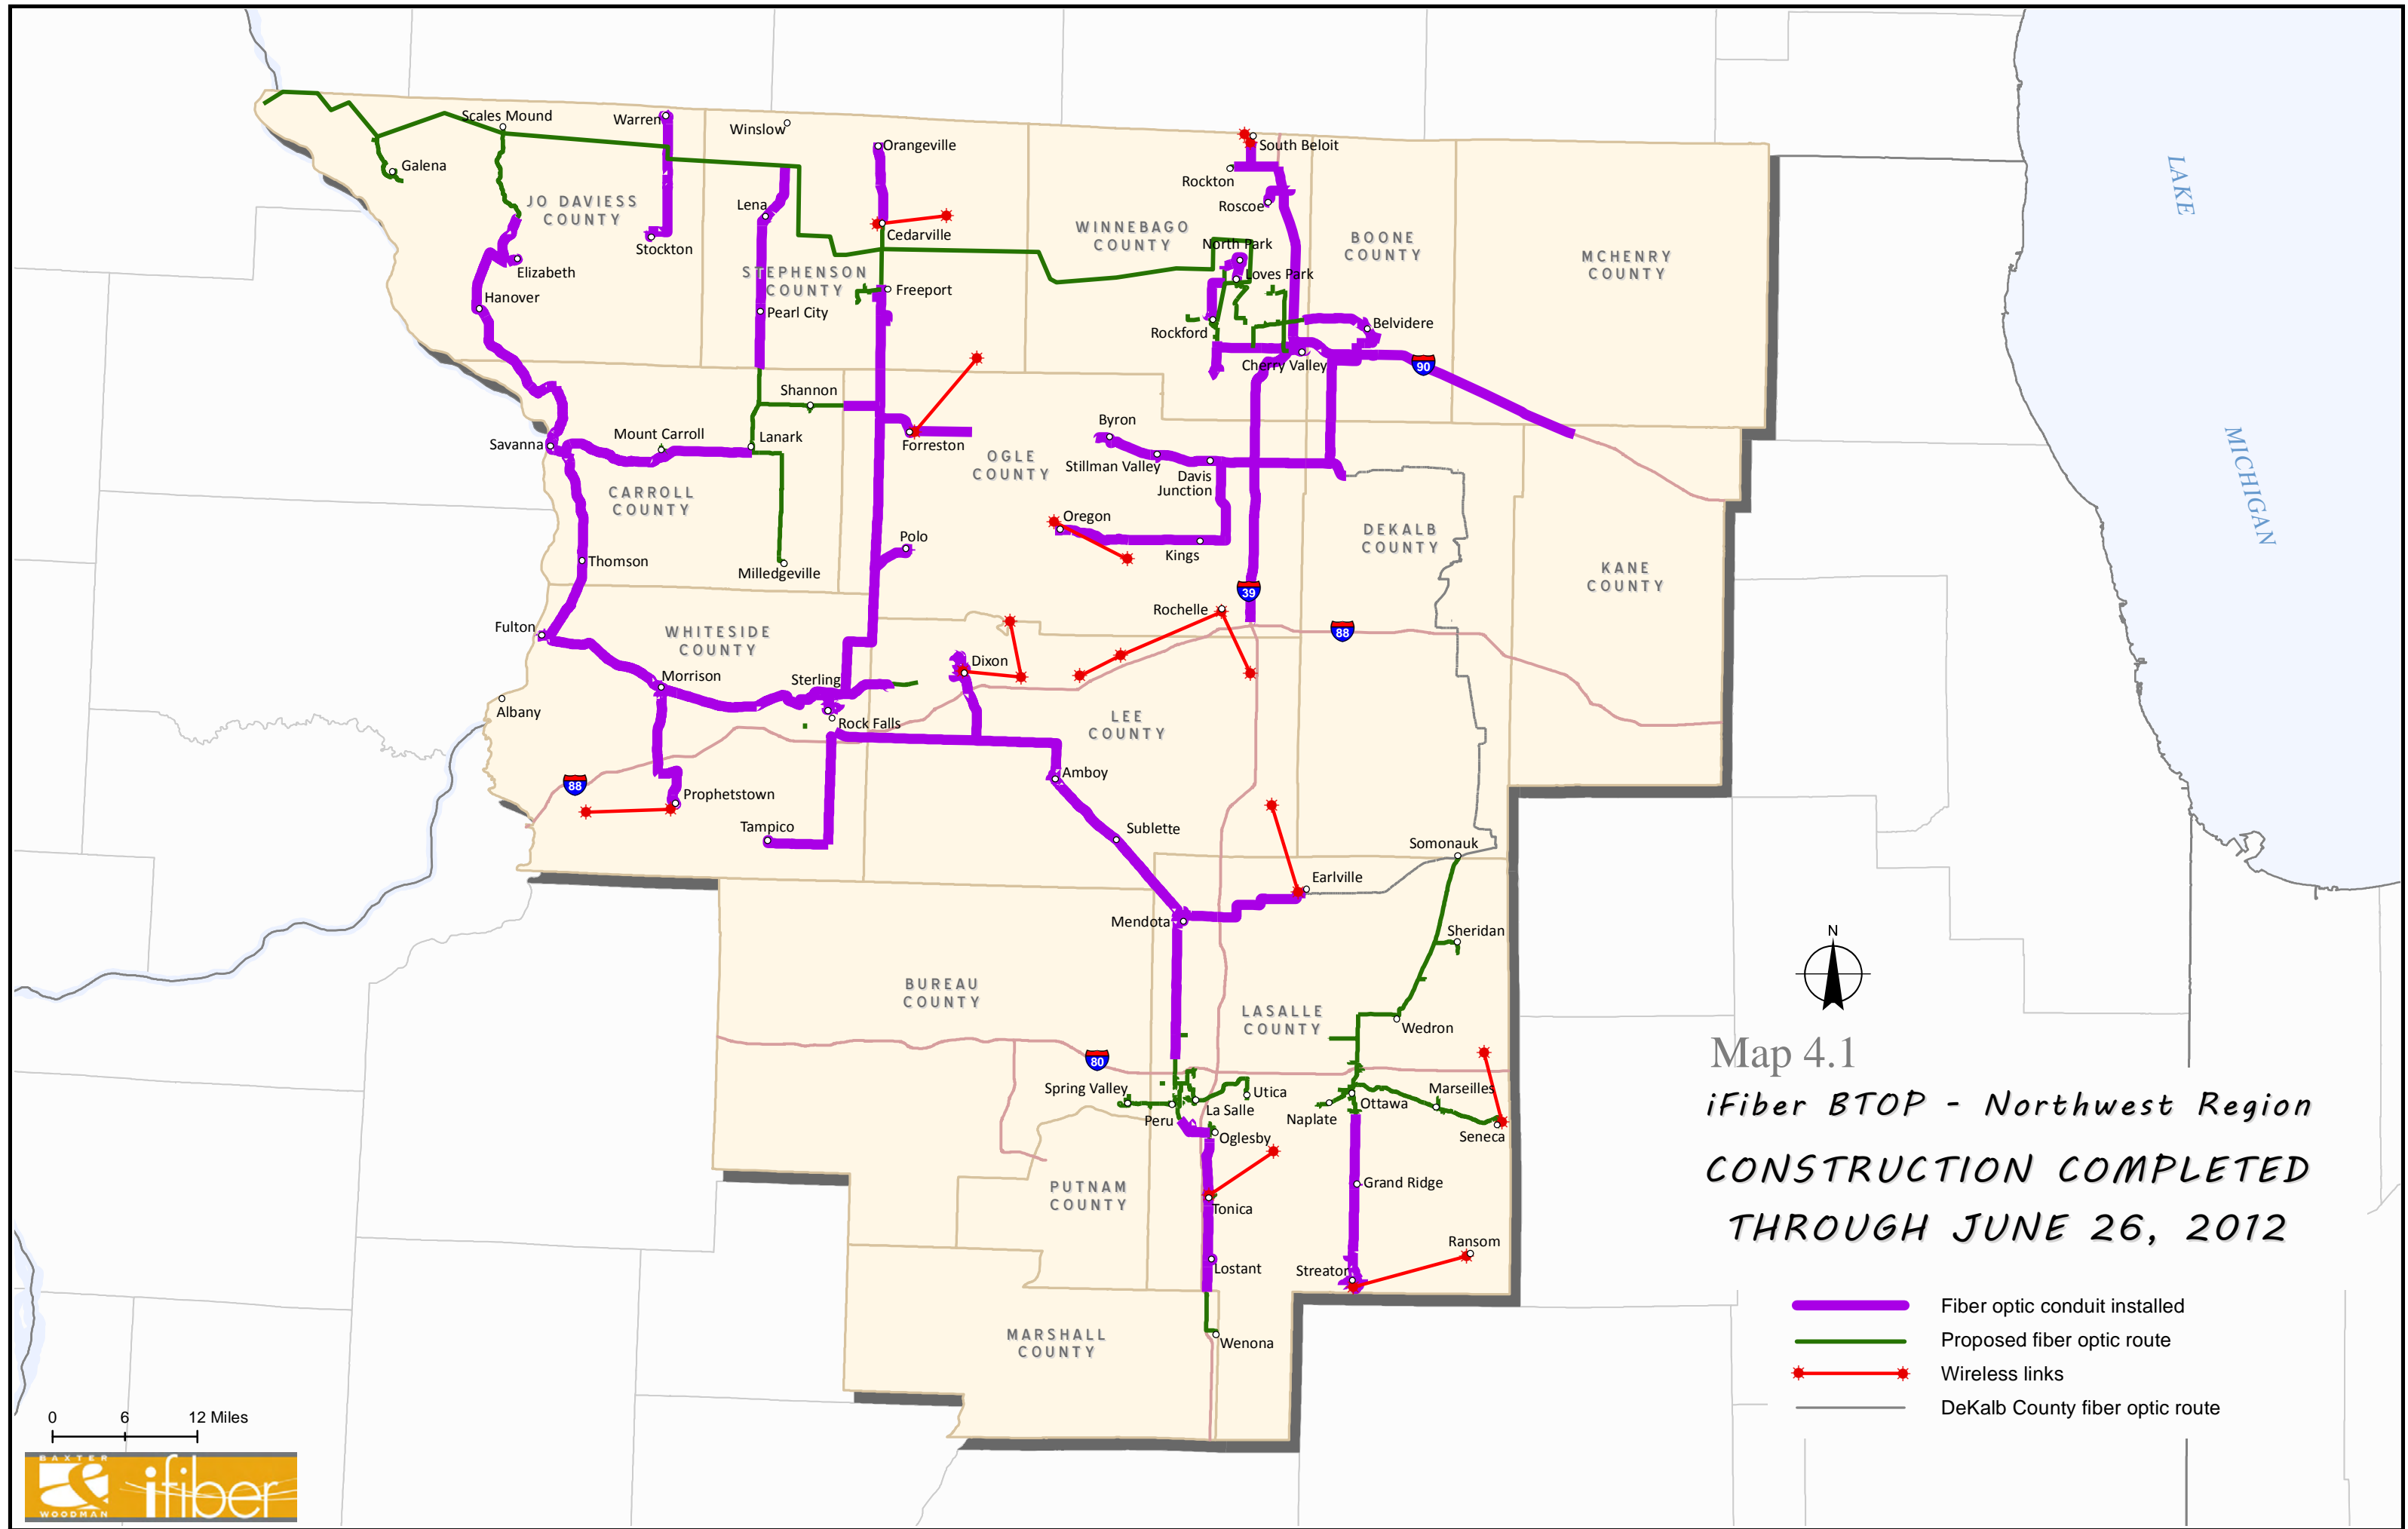 Scales Mound
Warren
Winslow
Orangeville
South Beloit
Galena
Rockton
JO DAVIESS
COUNTY
Lena
Roscoe
Stockton
Cedarville
WINNEBAGO
COUNTY
North Park
BOONE
COUNTY
MCHENRY
COUNTY
LAKE
MICHIGAN
Elizabeth
STEPHENSON
COUNTY
Loves Park
Hanover
Freeport
Pearl City
Rockford
Belvidere
Cherry Valley
90
Shannon
Byron
Savanna
Mount Carroll
Lanark
Forreston
OGLE
COUNTY
Stillman Valley
Davis
Junction
CARROLL
COUNTY
Oregon
DEKALB
COUNTY
Polo
Kings
Thomson
Milledgeville
KANE
COUNTY
39
Rochelle
Fulton
WHITESIDE
COUNTY
88
Dixon
Morrison
Sterling
Albany
Rock Falls
LEE
COUNTY
88
Amboy
Prophetstown
Tampico
Sublette
Somonauk
Earlville
Mendota
Sheridan
BUREAU
COUNTY
LASALLE
COUNTY
Wedron
80
Spring Valley
Utica
Marseilles
La Salle
Peru
Naplate
Ottawa
Oglesby
Seneca
PUTNAM
COUNTY
Grand Ridge
Tonica
Ransom
Lostant
Streator
MARSHALL
COUNTY
Wenona
N
Map 4.1
iFiber BTOP - Northwest Region
CONSTRUCTION COMPLETED
THROUGH JUNE 26, 2012
Fiber optic conduit installed
Proposed fiber optic route
Wireless links
DeKalb County fiber optic route
0 6 12 Miles
BAXTER
&
WOODMAN
ifiber